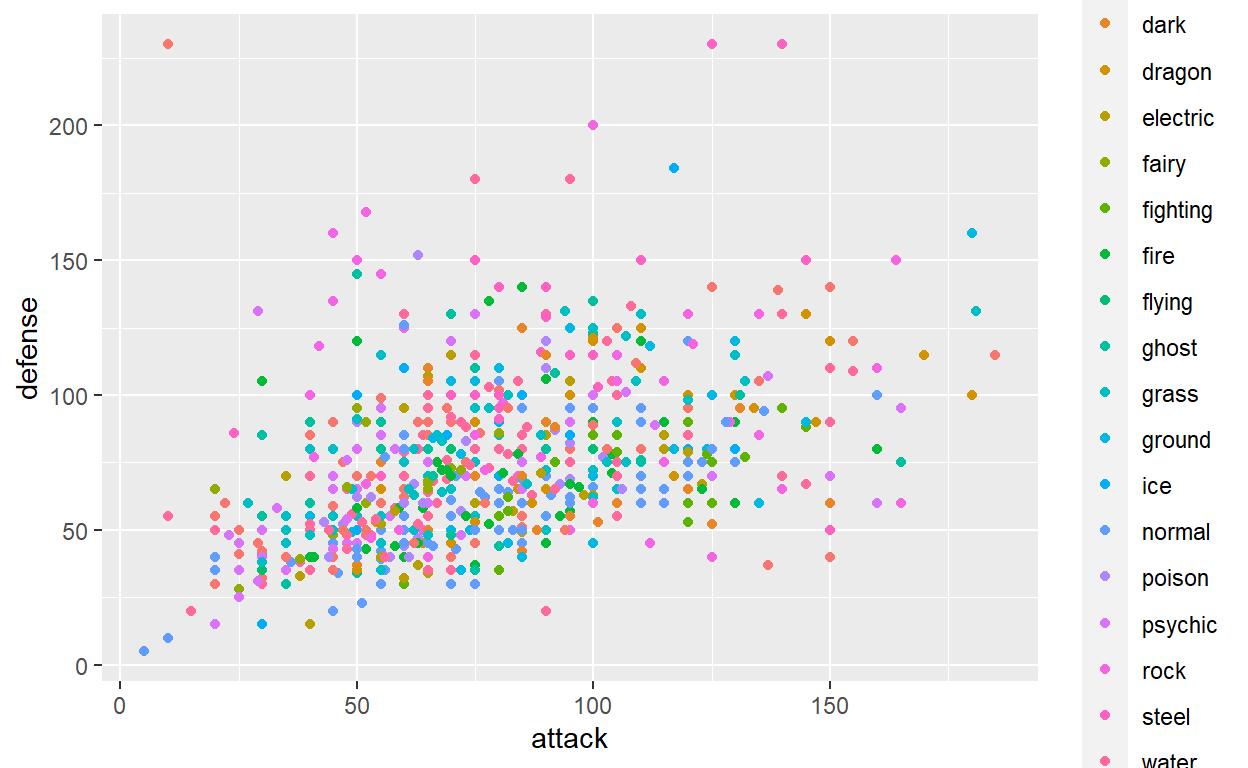 200
150
100
50
0
defense
0
50
100
150
attack
dark
dragon
electric
fairy
fighting
fire
flying
ghost
grass
ground
ice
normal
poison
psychic
rock
steel
water